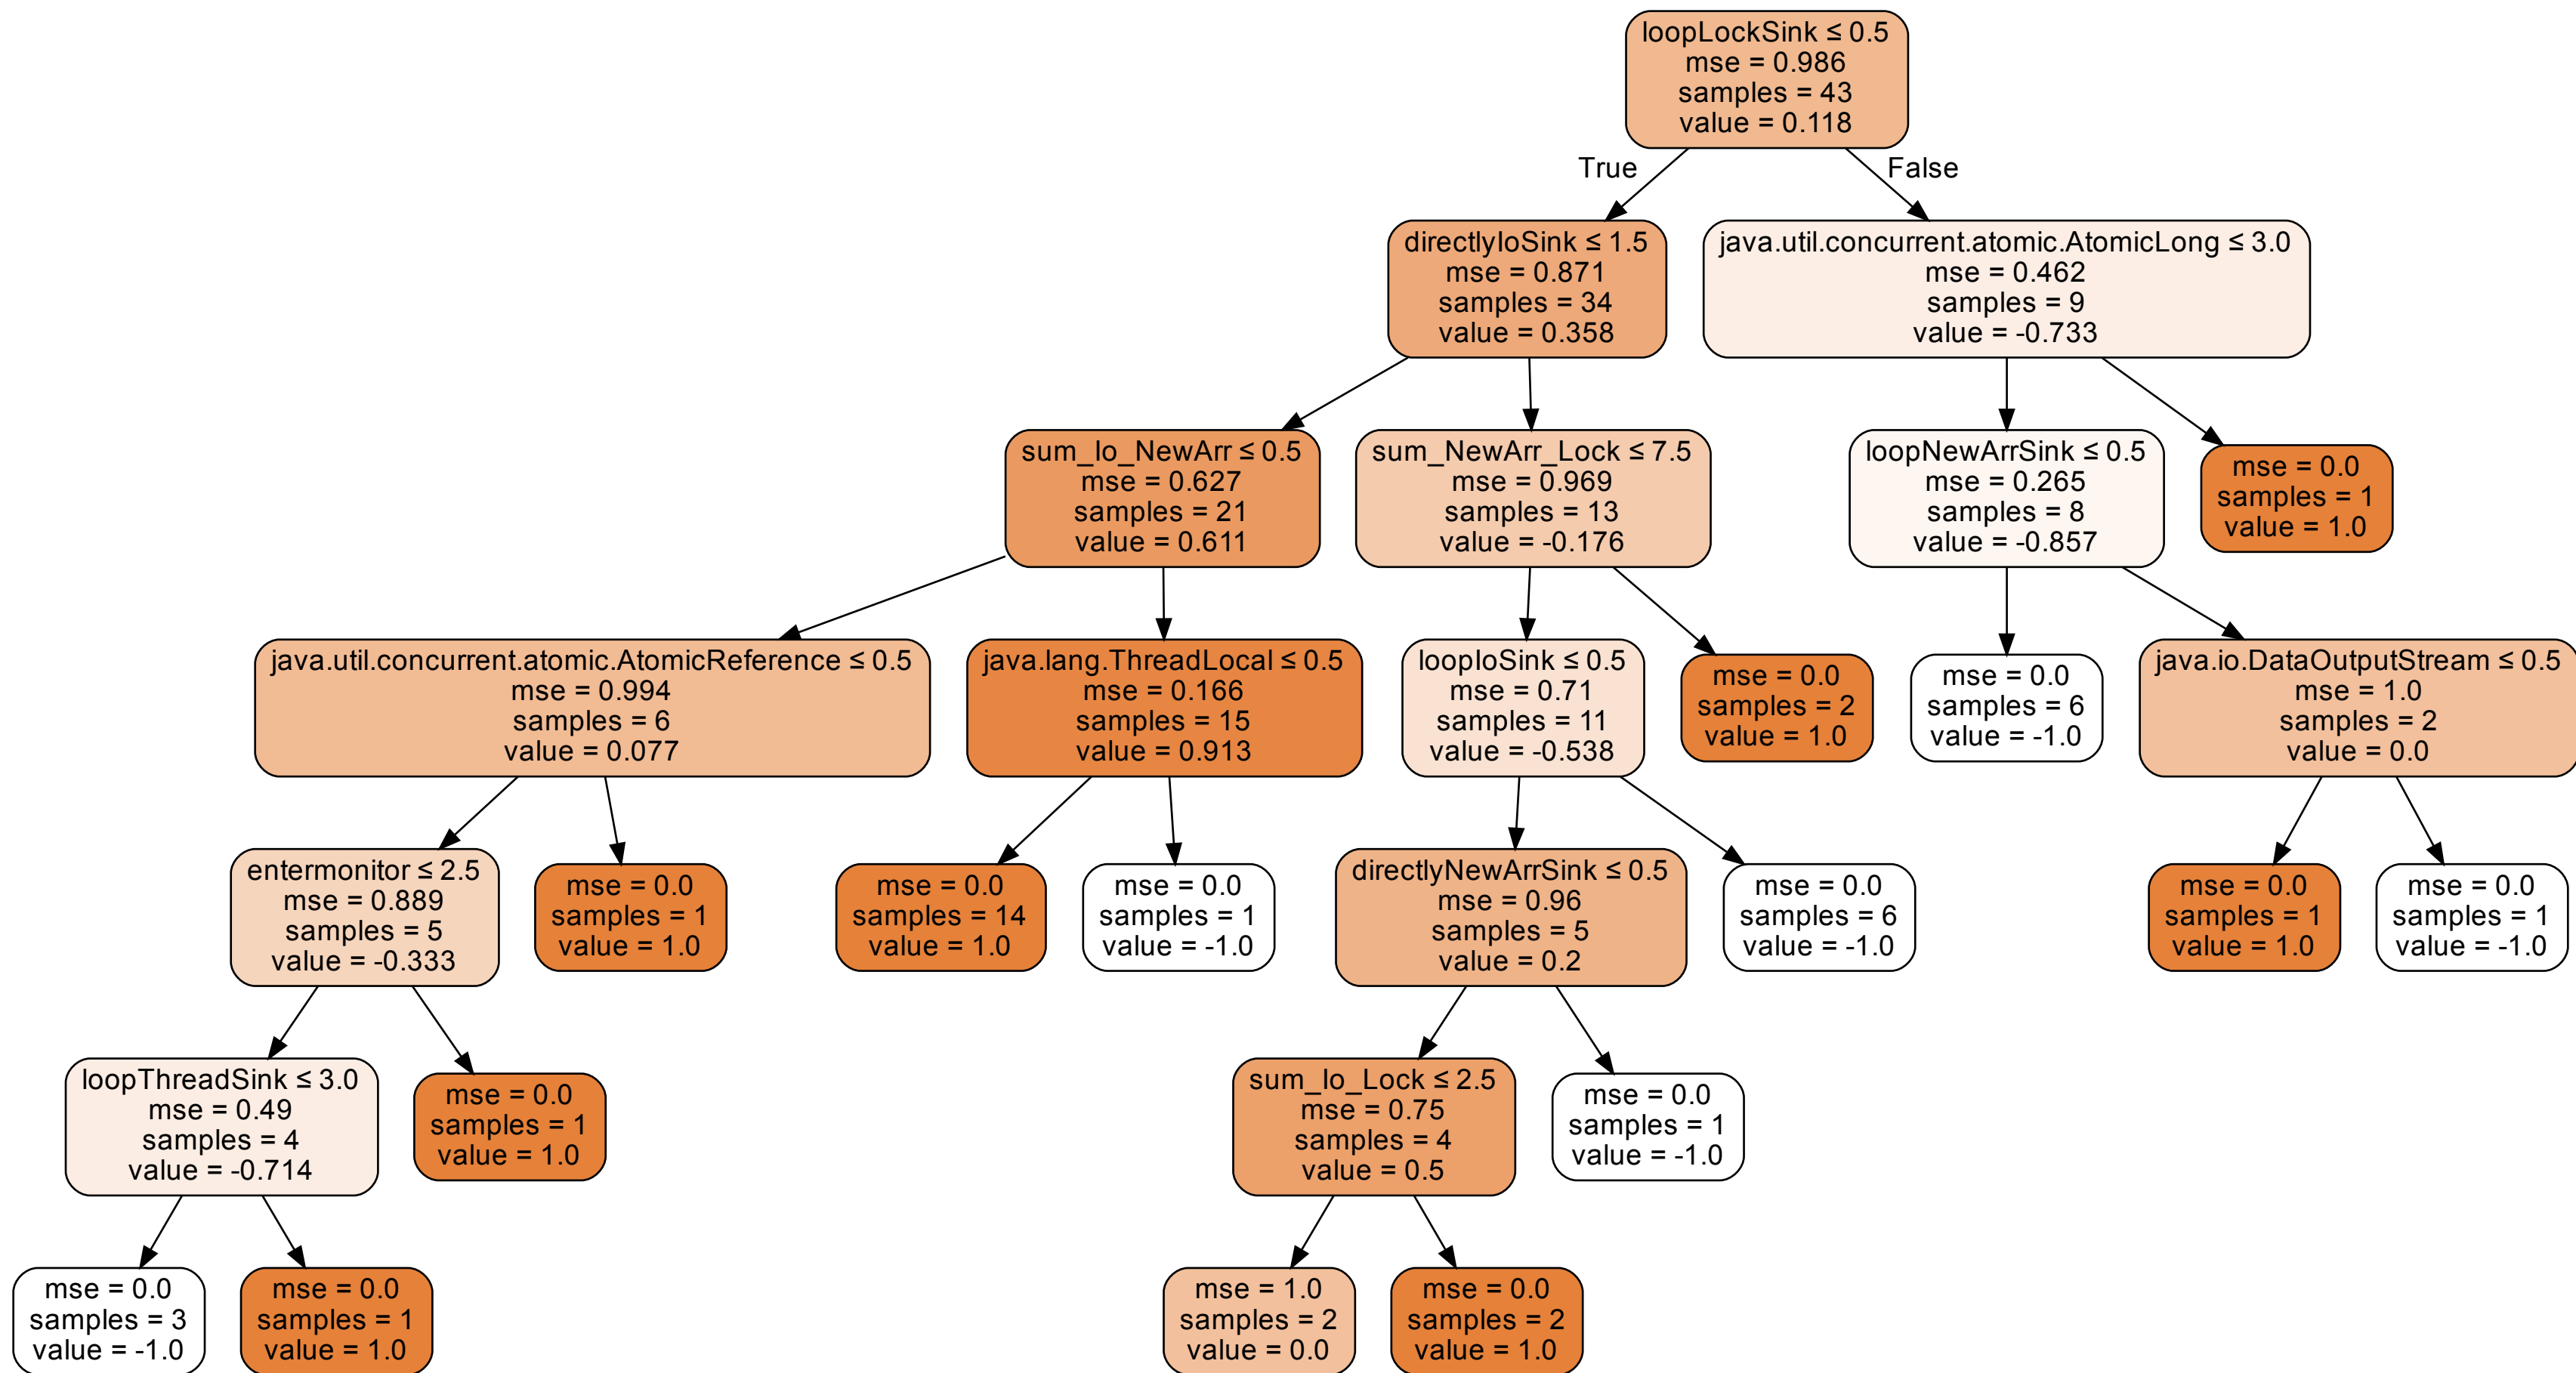 loopLockSink ≤ 0.5
mse = 0.986
samples = 43
value = 0.118
True
False
directlyIoSink ≤ 1.5
mse = 0.871
samples = 34
value = 0.358
java.util.concurrent.atomic.AtomicLong ≤ 3.0
mse = 0.462
samples = 9
value = -0.733
sum_Io_NewArr ≤ 0.5
mse = 0.627
samples = 21
value = 0.611
sum_NewArr_Lock ≤ 7.5
mse = 0.969
samples = 13
value = -0.176
loopNewArrSink ≤ 0.5
mse = 0.265
samples = 8
value = -0.857
mse = 0.0
samples = 1
value = 1.0
java.util.concurrent.atomic.AtomicReference ≤ 0.5
mse = 0.994
samples = 6
value = 0.077
java.lang.ThreadLocal ≤ 0.5
mse = 0.166
samples = 15
value = 0.913
loopIoSink ≤ 0.5
mse = 0.71
samples = 11
value = -0.538
mse = 0.0
samples = 2
value = 1.0
mse = 0.0
samples = 6
value = -1.0
java.io.DataOutputStream ≤ 0.5
mse = 1.0
samples = 2
value = 0.0
entermonitor ≤ 2.5
mse = 0.889
samples = 5
value = -0.333
mse = 0.0
samples = 1
value = 1.0
mse = 0.0
samples = 14
value = 1.0
mse = 0.0
samples = 1
value = -1.0
directlyNewArrSink ≤ 0.5
mse = 0.96
samples = 5
value = 0.2
mse = 0.0
samples = 6
value = -1.0
mse = 0.0
samples = 1
value = 1.0
mse = 0.0
samples = 1
value = -1.0
loopThreadSink ≤ 3.0
mse = 0.49
samples = 4
value = -0.714
mse = 0.0
samples = 1
value = 1.0
sum_Io_Lock ≤ 2.5
mse = 0.75
samples = 4
value = 0.5
mse = 0.0
samples = 1
value = -1.0
mse = 0.0
samples = 3
value = -1.0
mse = 0.0
samples = 1
value = 1.0
mse = 1.0
samples = 2
value = 0.0
mse = 0.0
samples = 2
value = 1.0